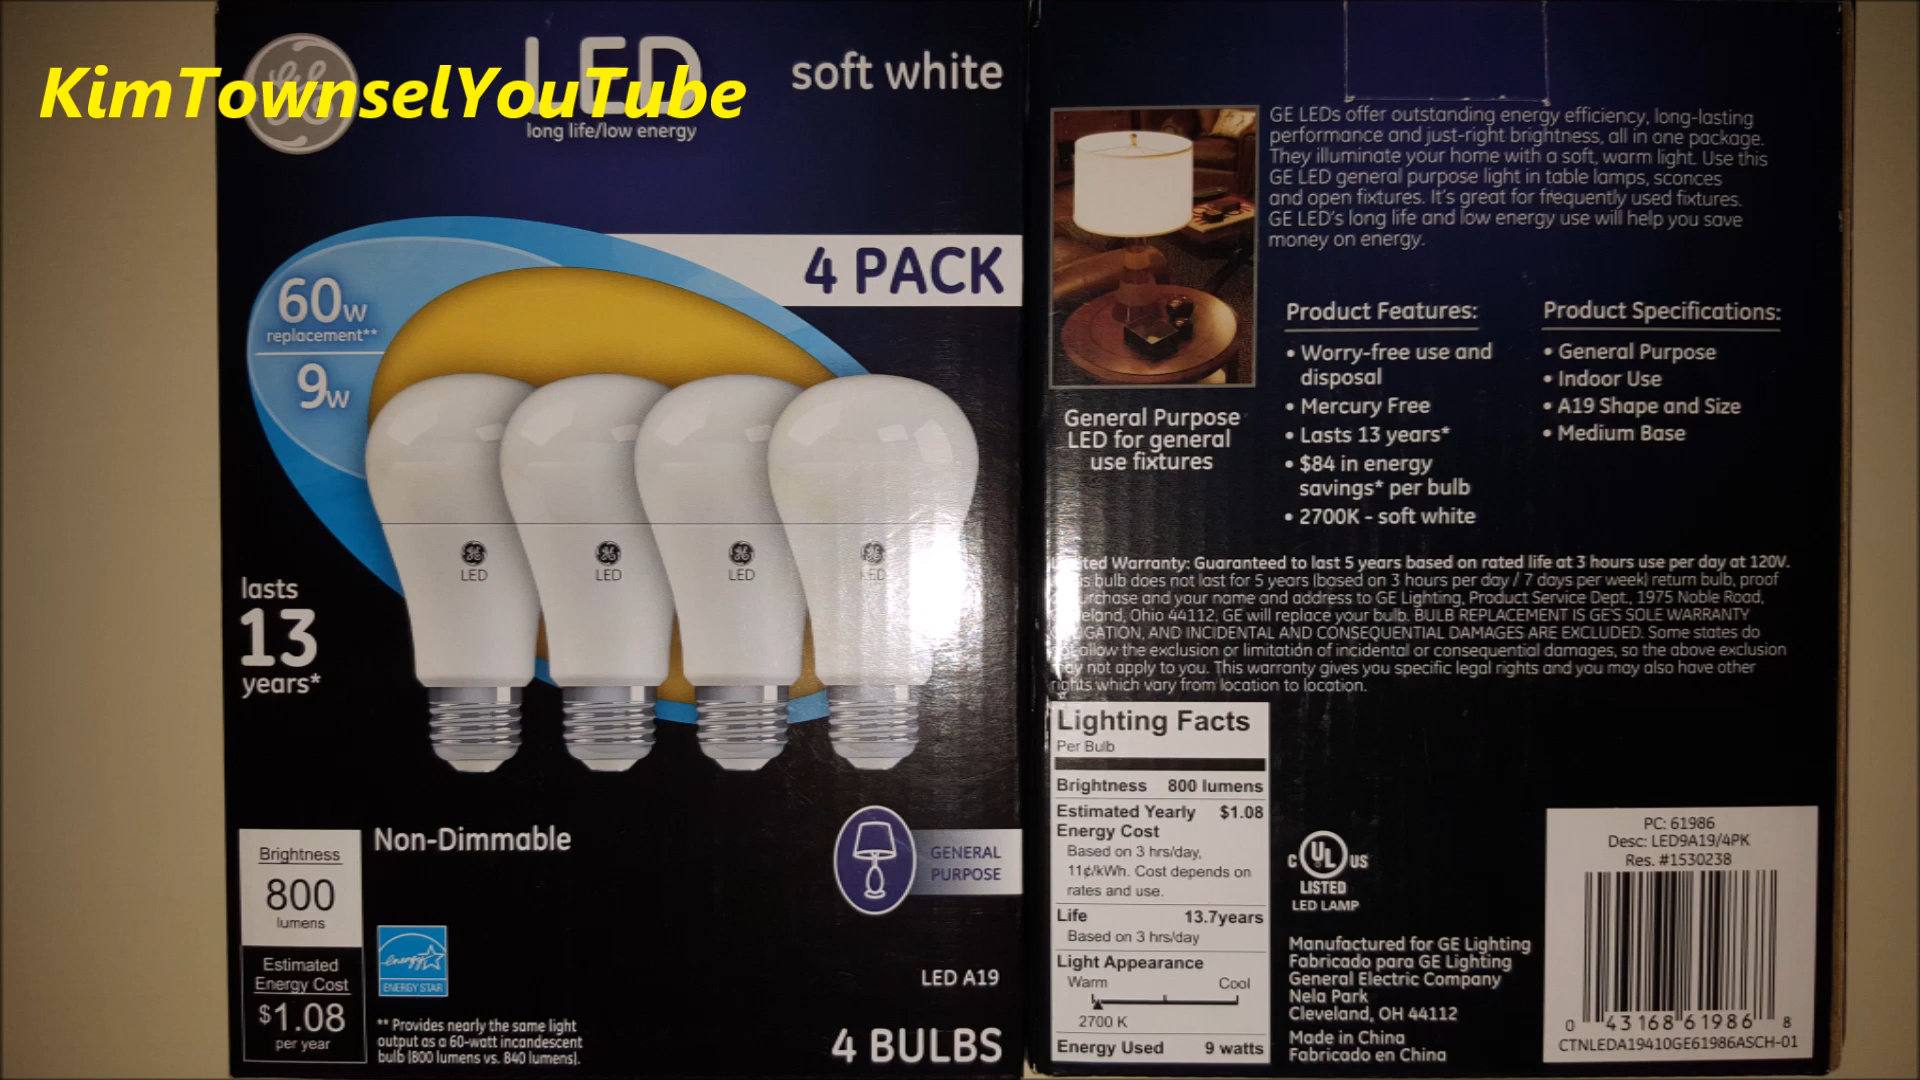 KimTownselYouTube
LED
long life/low energy
soft white
4 PACK
60w
replacement**
9w
LED
LED
LED
LED
lasts
13
years*
Brightness
800
lumens
Estimated
Energy Cost
$1.08
per year
Non-Dimmable
ENERGY STAR
** Provides nearly the same light
output as a 60-watt incandescent
bulb (800 lumens vs. 840 lumens).
GENERAL
PURPOSE
LED A19
4 BULBS
GE LEDs offer outstanding energy efficiency, long-lasting
performance and just-right brightness, all in one package.
They illuminate your home with a soft, warm light. Use this
GE LED general purpose light in table lamps, sconces
and open fixtures. It's great for frequently used fixtures.
GE LED's long life and low energy use will help you save
money on energy.
General Purpose
LED for general
use fixtures
Product Features:
• Worry-free use and
disposal
• Mercury Free
• Lasts 13 years*
• $84 in energy
savings* per bulb
• 2700K - soft white
Product Specifications:
• General Purpose
• Indoor Use
• A19 Shape and Size
• Medium Base
Warranty: Guaranteed to last 5 years based on rated life at 3 hours use per day at 120V.
bulb does not last for 5 years (based on 3 hours per day / 7 days per week) return bulb, proof
and your name and address to GE Lighting, Product Service Dept., 1975 Noble Road,
Ohio 44112. GE will replace your bulb. BULB REPLACEMENT IS GE'S SOLE WARRANTY
AND INCIDENTAL AND CONSEQUENTIAL DAMAGES ARE EXCLUDED. Some states do
allow the exclusion or limitation of incidental or consequential damages, so the above exclusion
may not apply to you. This warranty gives you specific legal rights and you may also have other
rights which vary from location to location.
Lighting Facts
Per Bulb
Brightness 800 lumens
Estimated Yearly $1.08
Energy Cost
Based on 3 hrs/day,
11¢/kWh. Cost depends on
rates and use.
Life 13.7years
Based on 3 hrs/day
Light Appearance
Warm Cool
2700 K
Energy Used 9 watts
C UL US
LISTED
LED LAMP
Manufactured for GE Lighting
Fabricado para GE Lighting
General Electric Company
Nela Park
Cleveland, OH 44112
Made in China
Fabricado en China
PC: 61986
Desc: LED9A19/4PK
Res. #1530238
0 43168 61986 8
CTNLEDA19410GE61986ASCH-01